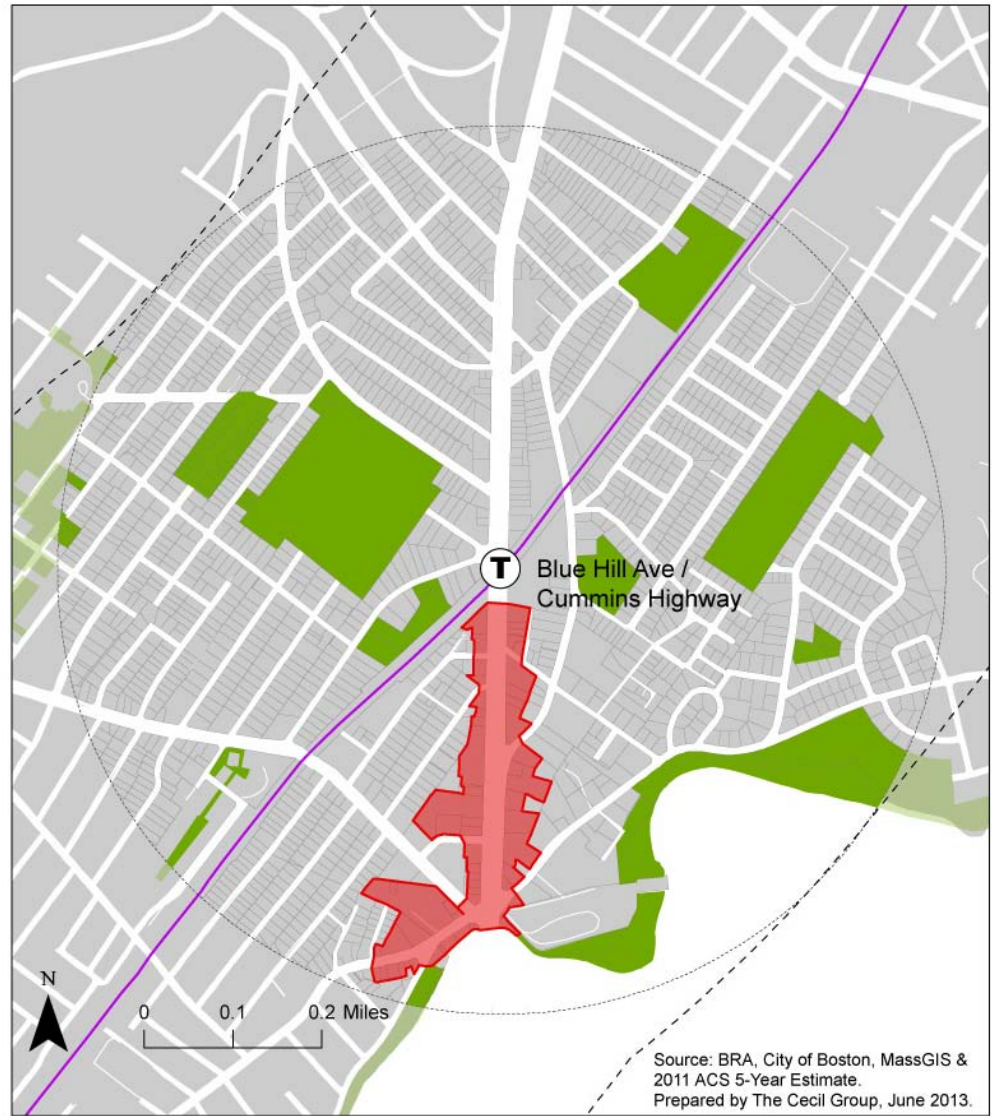 T
Blue Hill Ave /
Cummins Highway
N
0 0.1 0.2 Miles
Source: BRA, City of Boston, MassGIS &
2011 ACS 5-Year Estimate.
Prepared by The Cecil Group, June 2013.